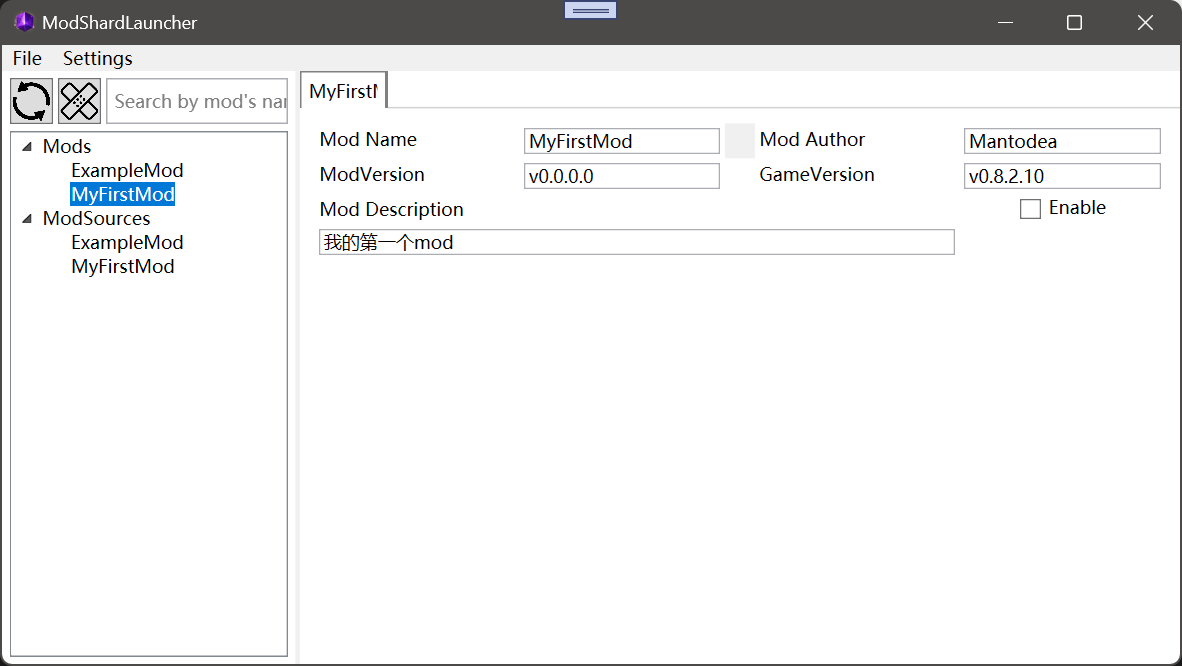 ModShardLauncher
File Settings
Search by mod's nar
Mods
ExampleMod
MyFirstMod
ModSources
ExampleMod
MyFirstMod
MyFirstM
Mod Name MyFirstMod Mod Author Mantodea
ModVersion v0.0.0.0 GameVersion v0.8.2.10
Mod Description Enable
我的第一个mod